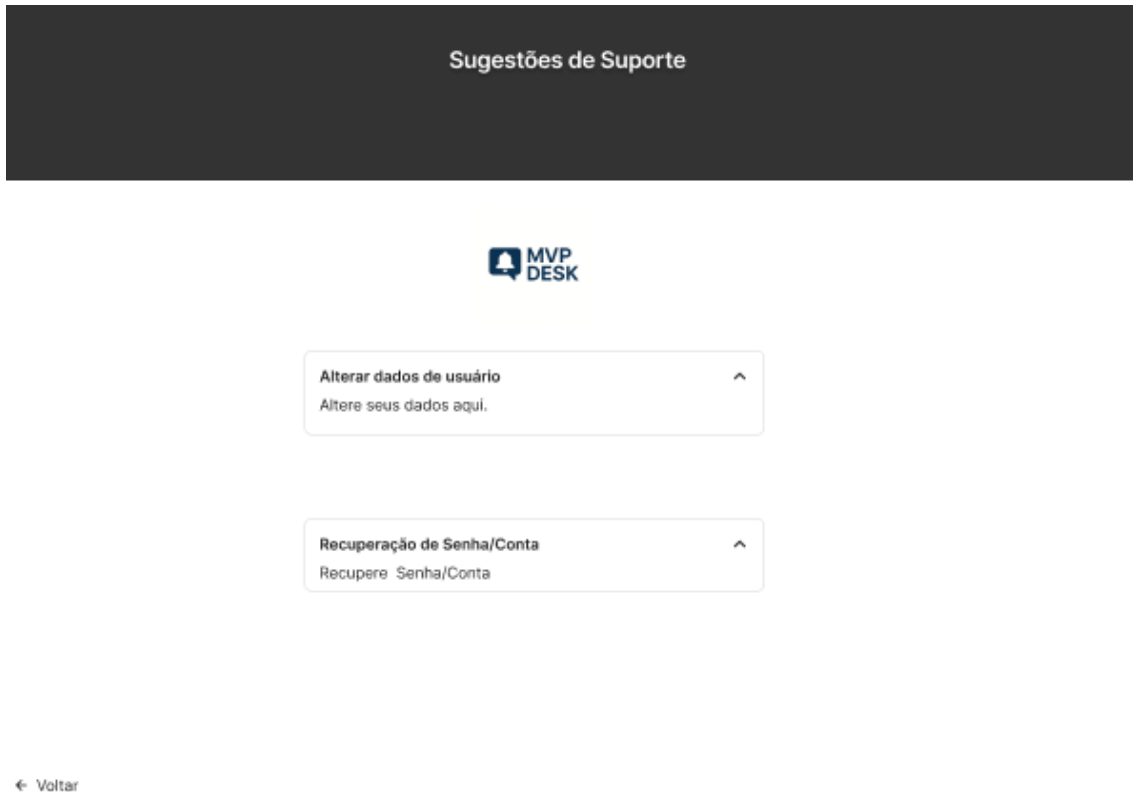 Sugestões de Suporte
MVP
DESK
Alterar dados de usuário
Altere seus dados aqui.
Recuperação de Senha/Conta
Recupere Senha/Conta
← Voltar